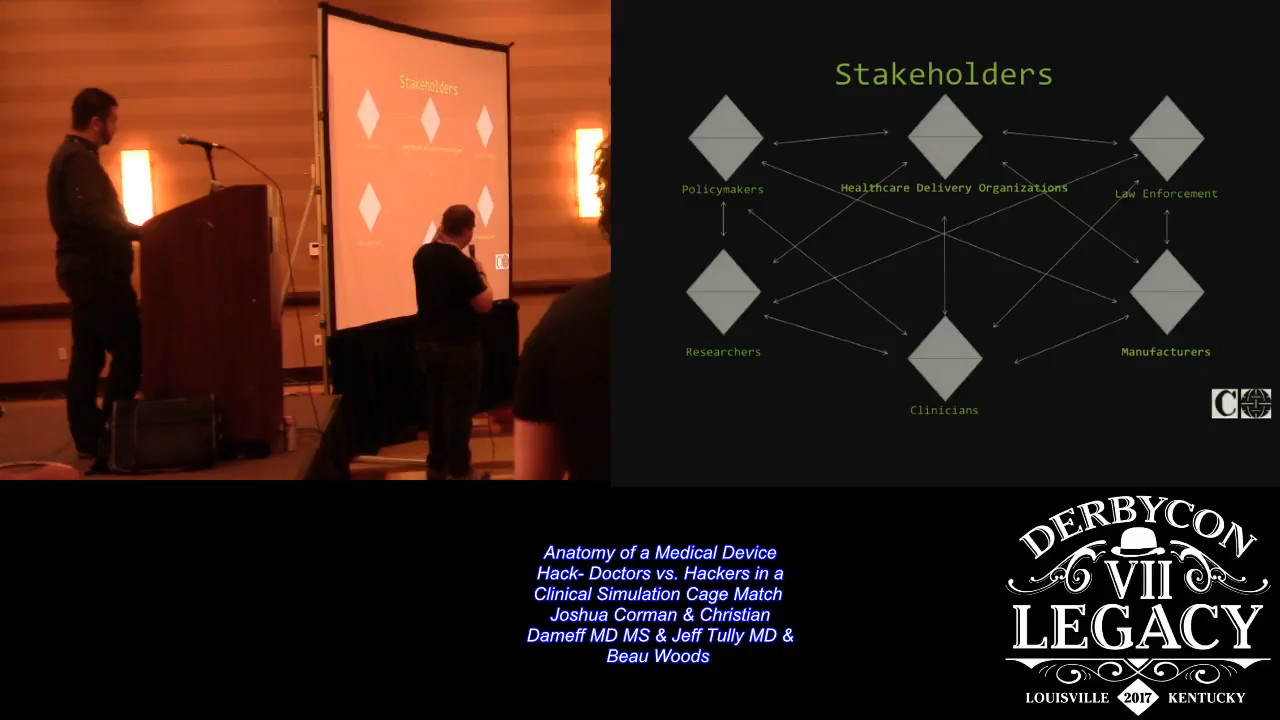 Stakeholders
Stakeholders
Policymakers
Healthcare Delivery Organizations
Law Enforcement
Researchers
Manufacturers
Clinicians
C
Anatomy of a Medical Device
Hack- Doctors vs. Hackers in a
Clinical Simulation Cage Match
Joshua Corman & Christian
Dameff MD MS & Jeff Tully MD &
Beau Woods
DERBYCON
VII
LEGACY
LOUISVILLE 2017 KENTUCKY